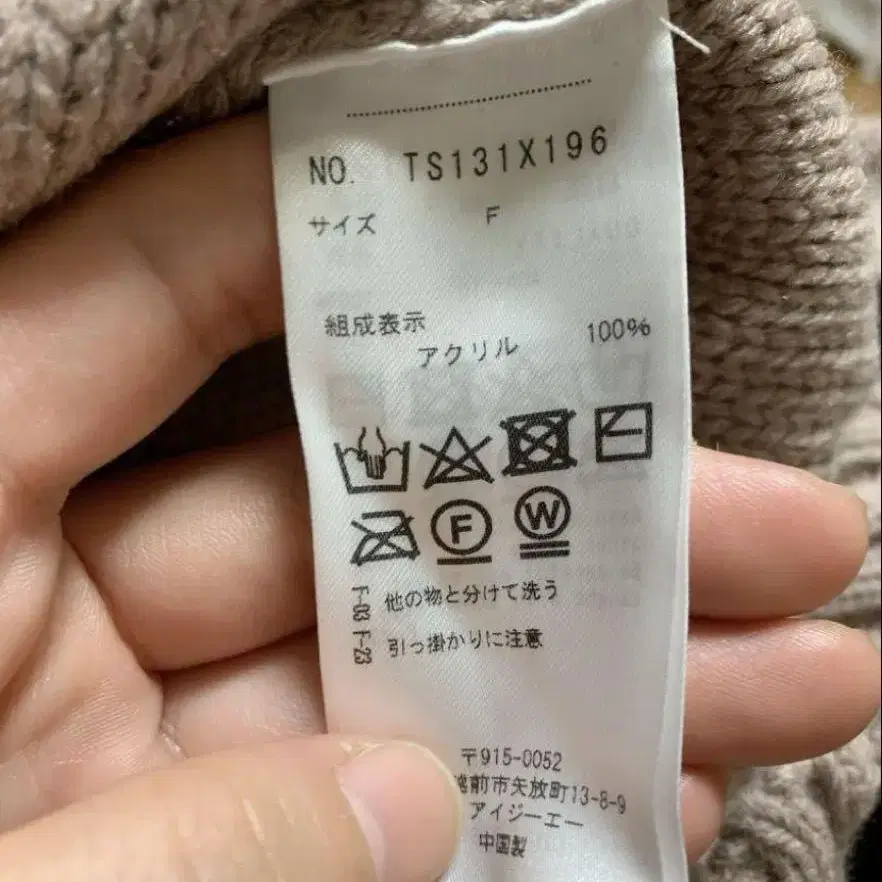 NO. TS131X196
サイズ F
組成表示
アクリル 100%
F W
F-03 他の物と分けて洗う
F-23 引っ掛かりに注意
〒915-0052
前市矢放町13-8-9
アイジーエー
中国製